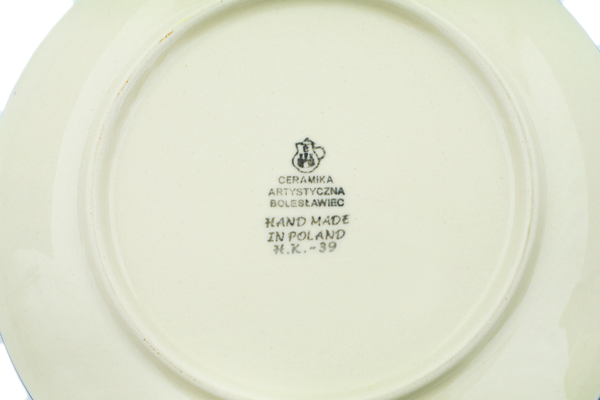 CERAMIKA
ARTYSTYCZNA
BOLESŁAWIEC
HAND MADE
IN POLAND
H.K.-39